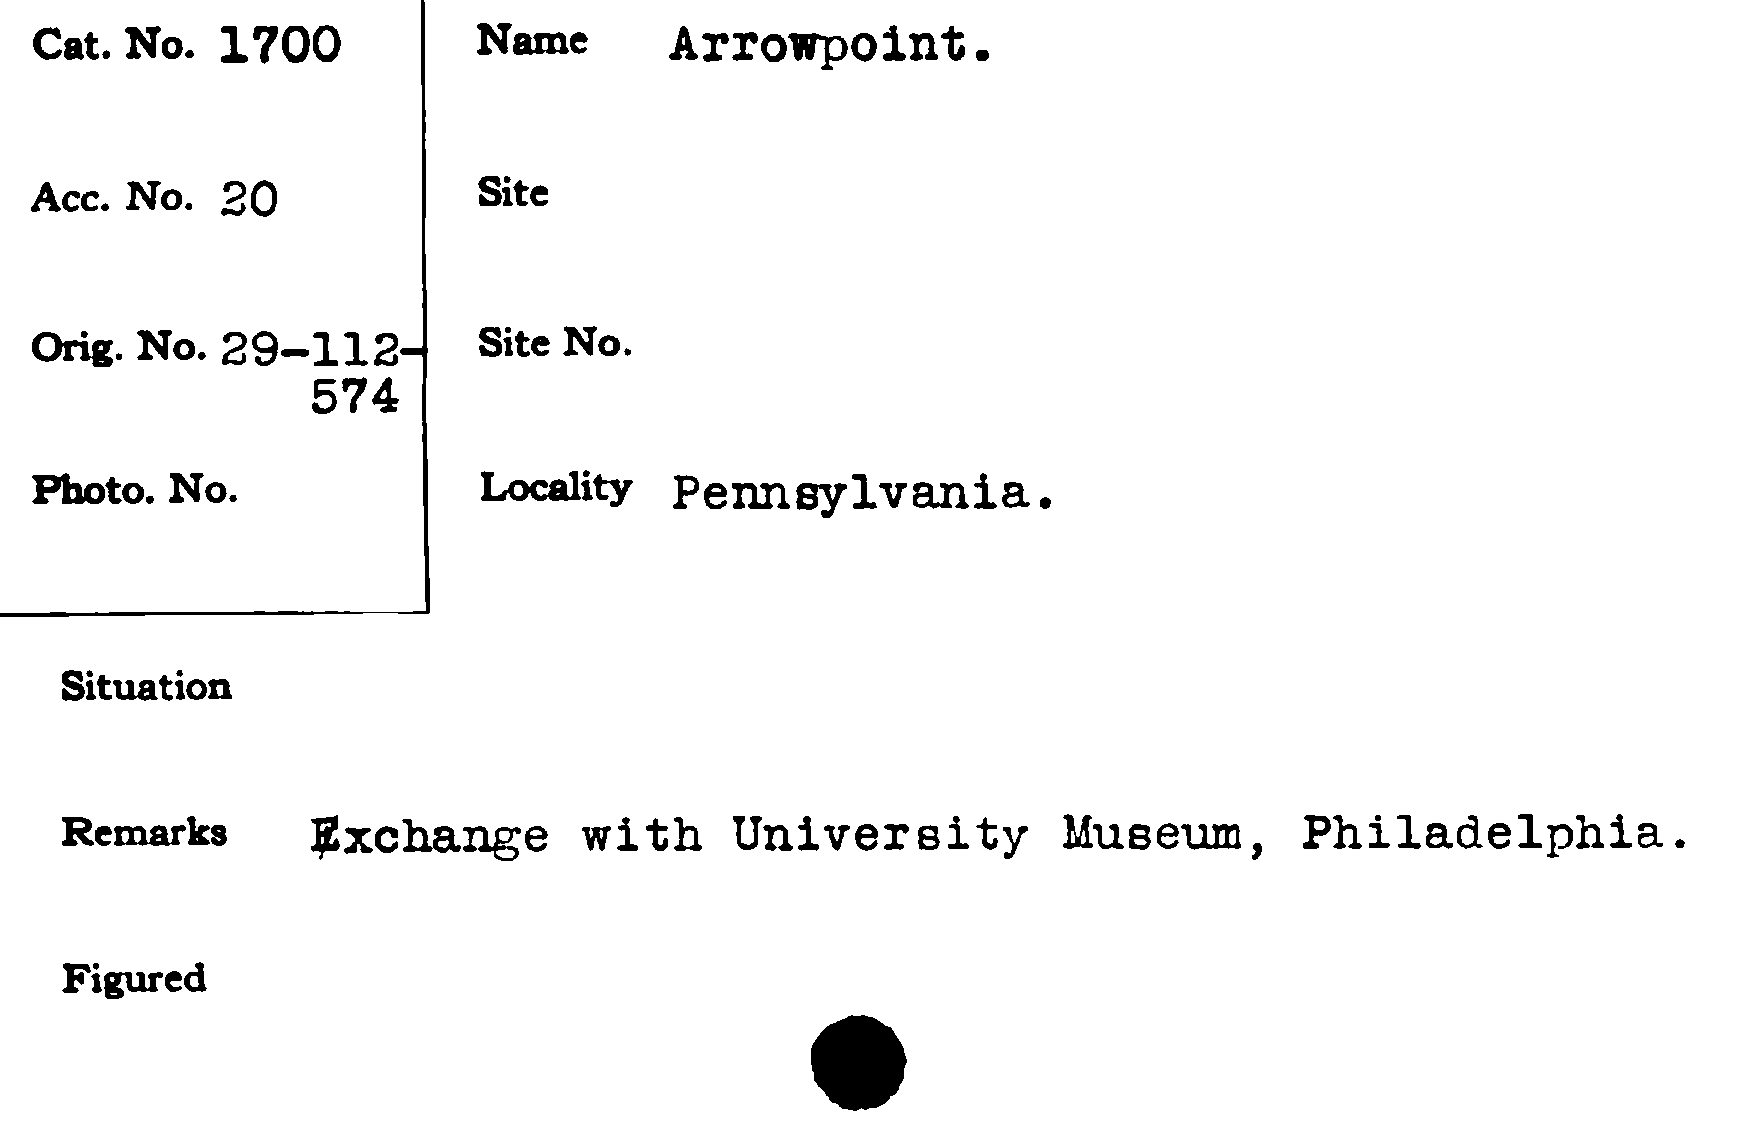 Cat. No. 1700
Name Arrowpoint.
Acc. No. 20
Site
Orig. No. 29-112-
574
Site No.
Photo. No.
Locality Pennsylvania.
Situation
Remarks Exchange with University Museum, Philadelphia.
Figured